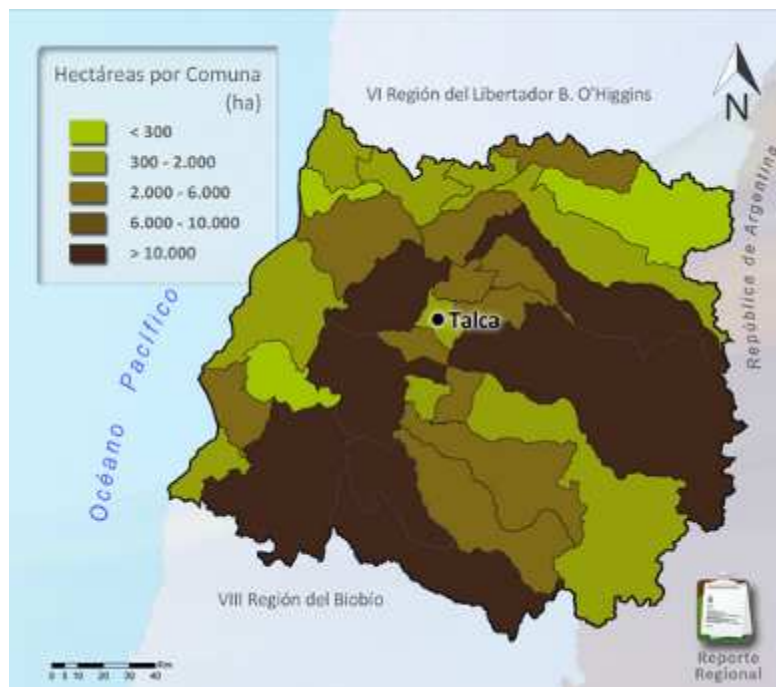 Hectáreas por Comuna
(ha)
< 300
300 - 2.000
2.000 - 6.000
6.000 - 10.000
> 10.000
VI Región del Libertador B. O'Higgins
N
República de Argentina
Talca
Océano Pacífico
VIII Región del Biobío
0 5 10 20 30 40 Km
Reporte
Regional